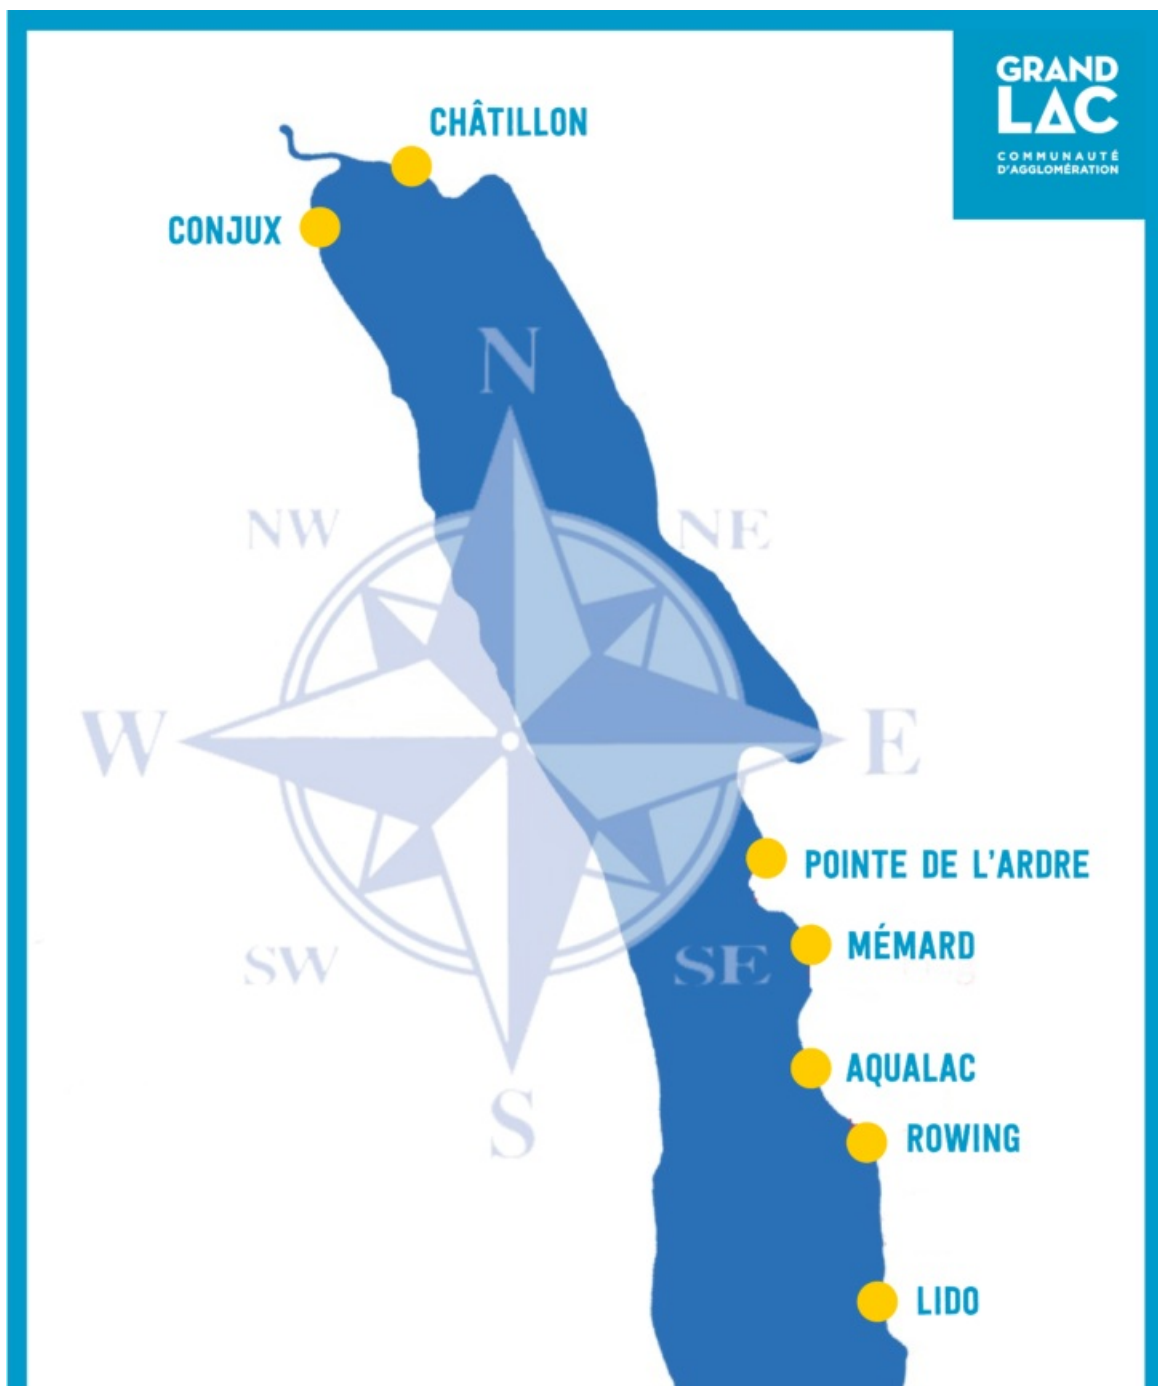 GRAND
LAC
COMMUNAUTÉ
D'AGGLOMÉRATION
CHÂTILLON
CONJUX
N
NW
NE
W
E
POINTE DE L'ARDRE
MÉMARD
SW
SE
AQUALAC
S
ROWING
LIDO